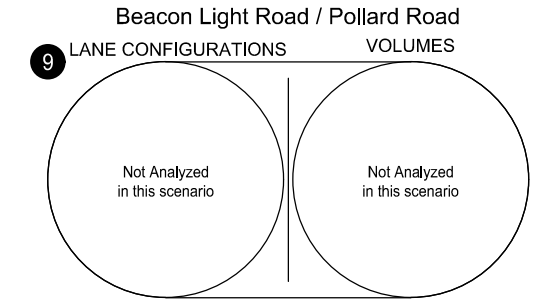 Beacon Light Road / Pollard Road
9 LANE CONFIGURATIONS VOLUMES
Not Analyzed
in this scenario
Not Analyzed
in this scenario